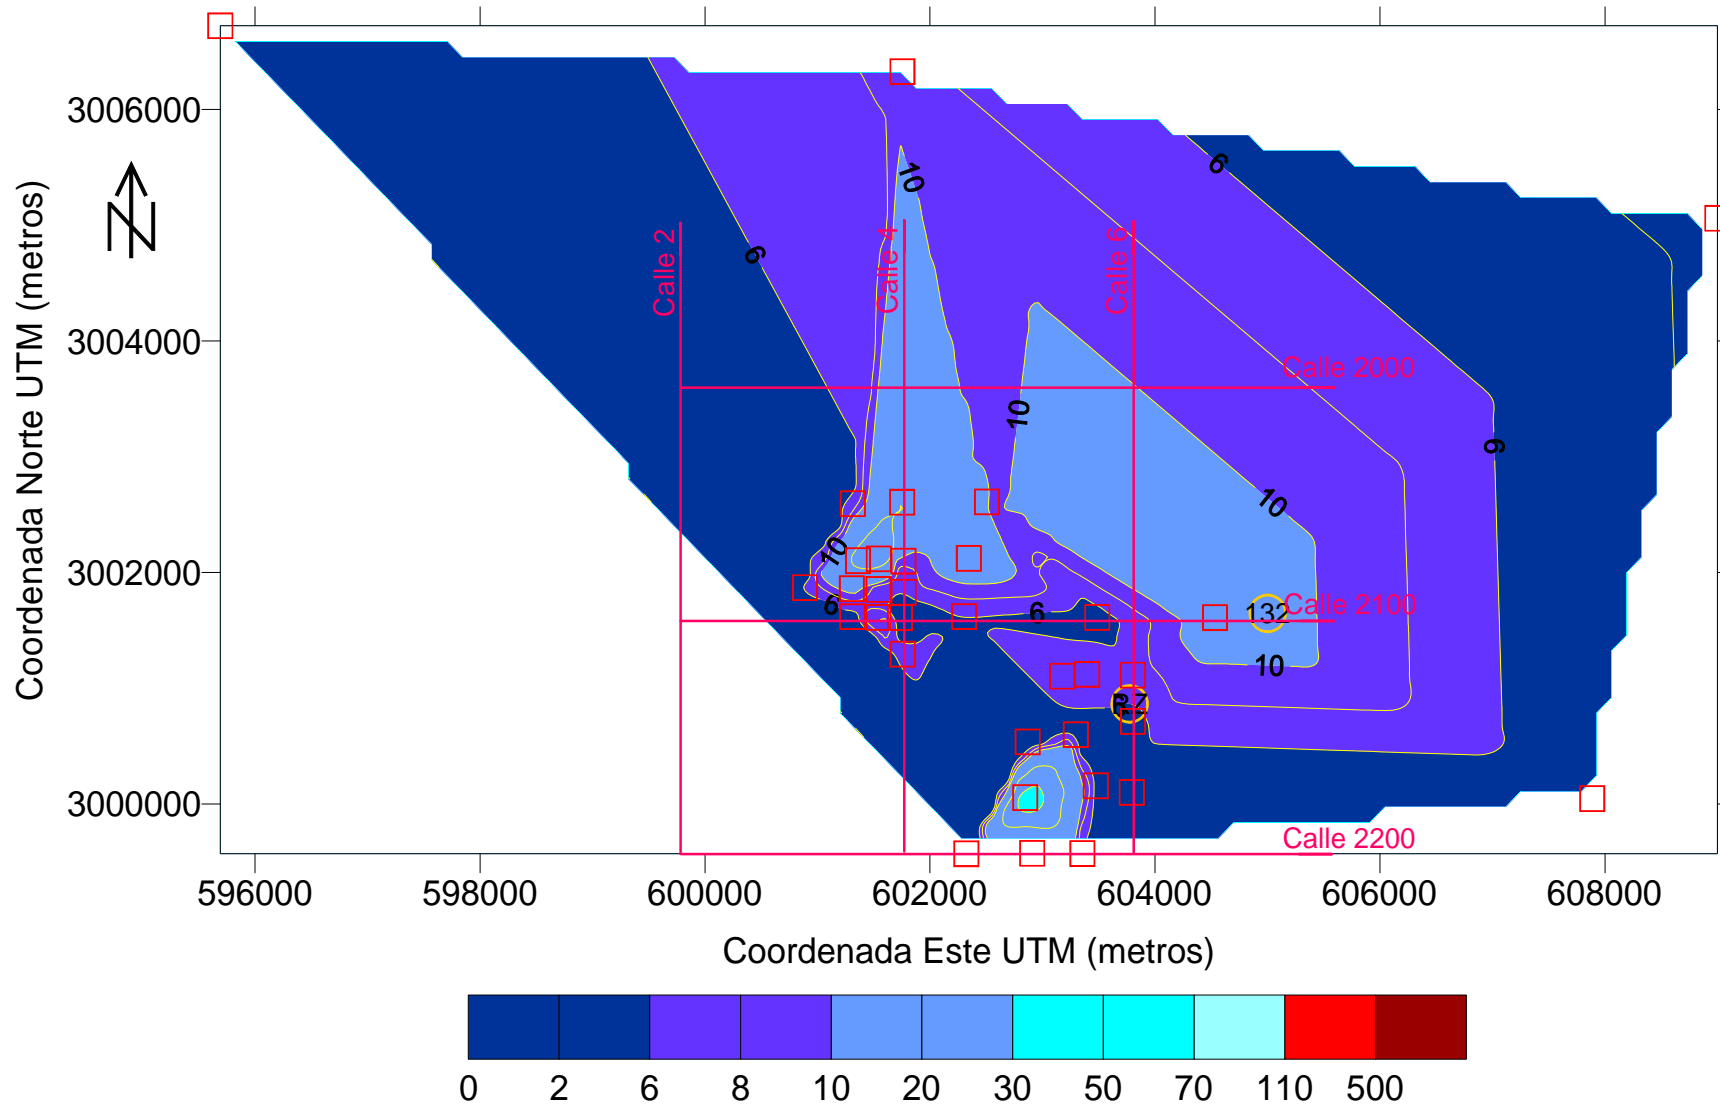 3006000
3004000
3002000
3000000
Coordenada Norte UTM (metros)
N
Calle 2
Calle 4
Calle 6
Calle 2000
Calle 2100
Calle 2200
10
6
6
10
10
6
10
6
6
132
10
596000 598000 600000 602000 604000 606000 608000
Coordenada Este UTM (metros)
0 2 6 8 10 20 30 50 70 110 500